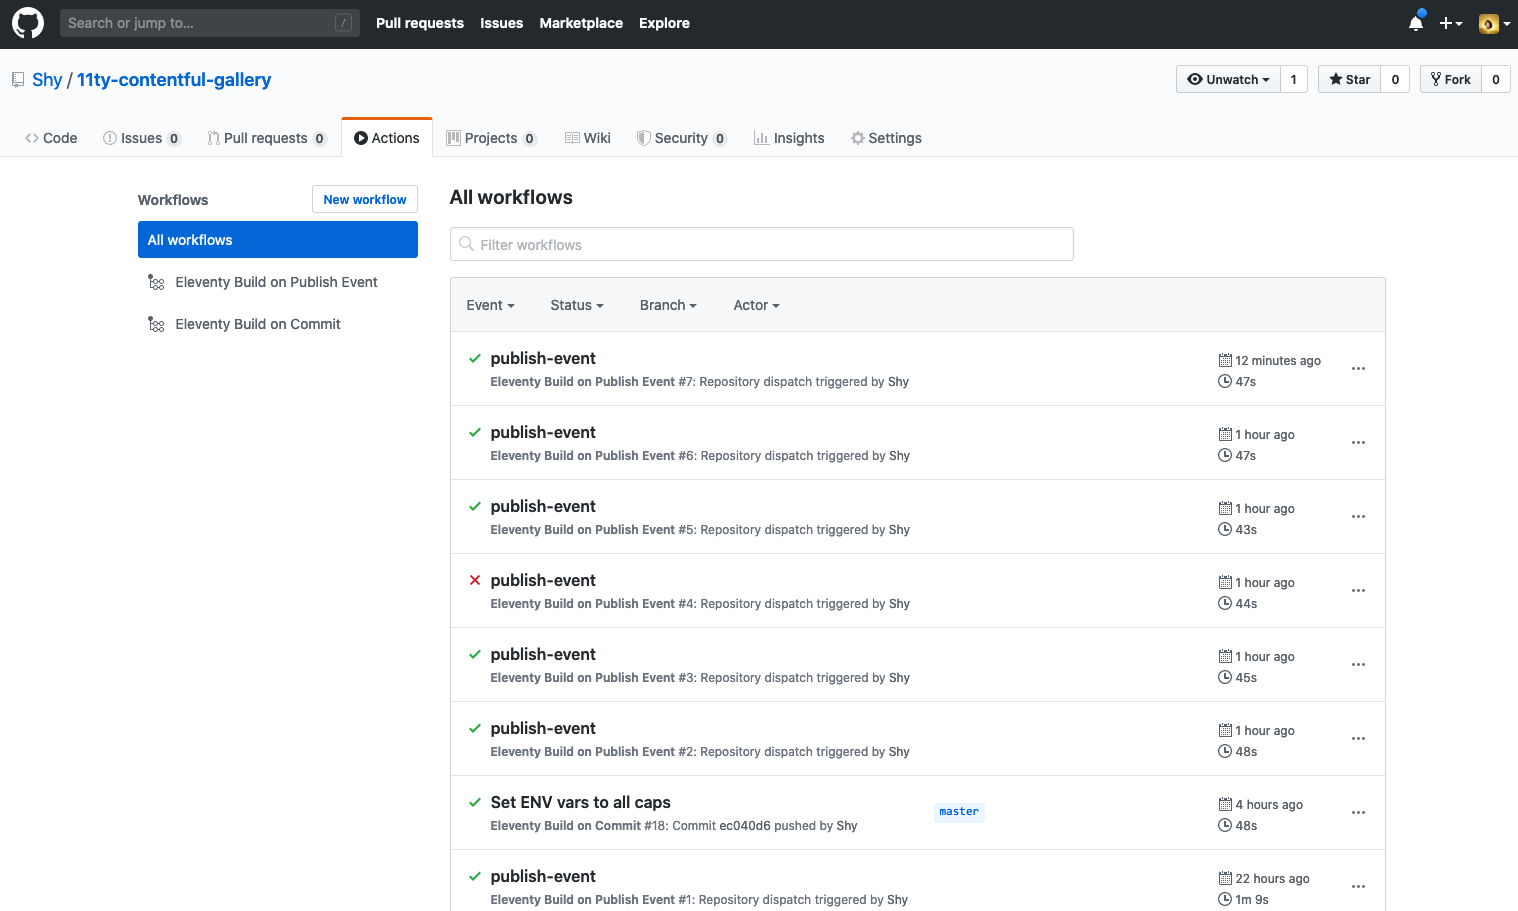 Search or jump to... /
Pull requests Issues Marketplace Explore
Shy / 11ty-contentful-gallery
Unwatch 1 Star 0 Fork 0
Code Issues 0 Pull requests 0 Actions Projects 0 Wiki Security 0 Insights Settings
Workflows
New workflow
All workflows
Eleventy Build on Publish Event
Eleventy Build on Commit
All workflows
Filter workflows
Event Status Branch Actor
publish-event
Eleventy Build on Publish Event #7: Repository dispatch triggered by Shy
12 minutes ago
47s
publish-event
Eleventy Build on Publish Event #6: Repository dispatch triggered by Shy
1 hour ago
47s
publish-event
Eleventy Build on Publish Event #5: Repository dispatch triggered by Shy
1 hour ago
43s
publish-event
Eleventy Build on Publish Event #4: Repository dispatch triggered by Shy
1 hour ago
44s
publish-event
Eleventy Build on Publish Event #3: Repository dispatch triggered by Shy
1 hour ago
45s
publish-event
Eleventy Build on Publish Event #2: Repository dispatch triggered by Shy
1 hour ago
48s
Set ENV vars to all caps
Eleventy Build on Commit #18: Commit ec040d6 pushed by Shy
master
4 hours ago
48s
publish-event
Eleventy Build on Publish Event #1: Repository dispatch triggered by Shy
22 hours ago
1m 9s